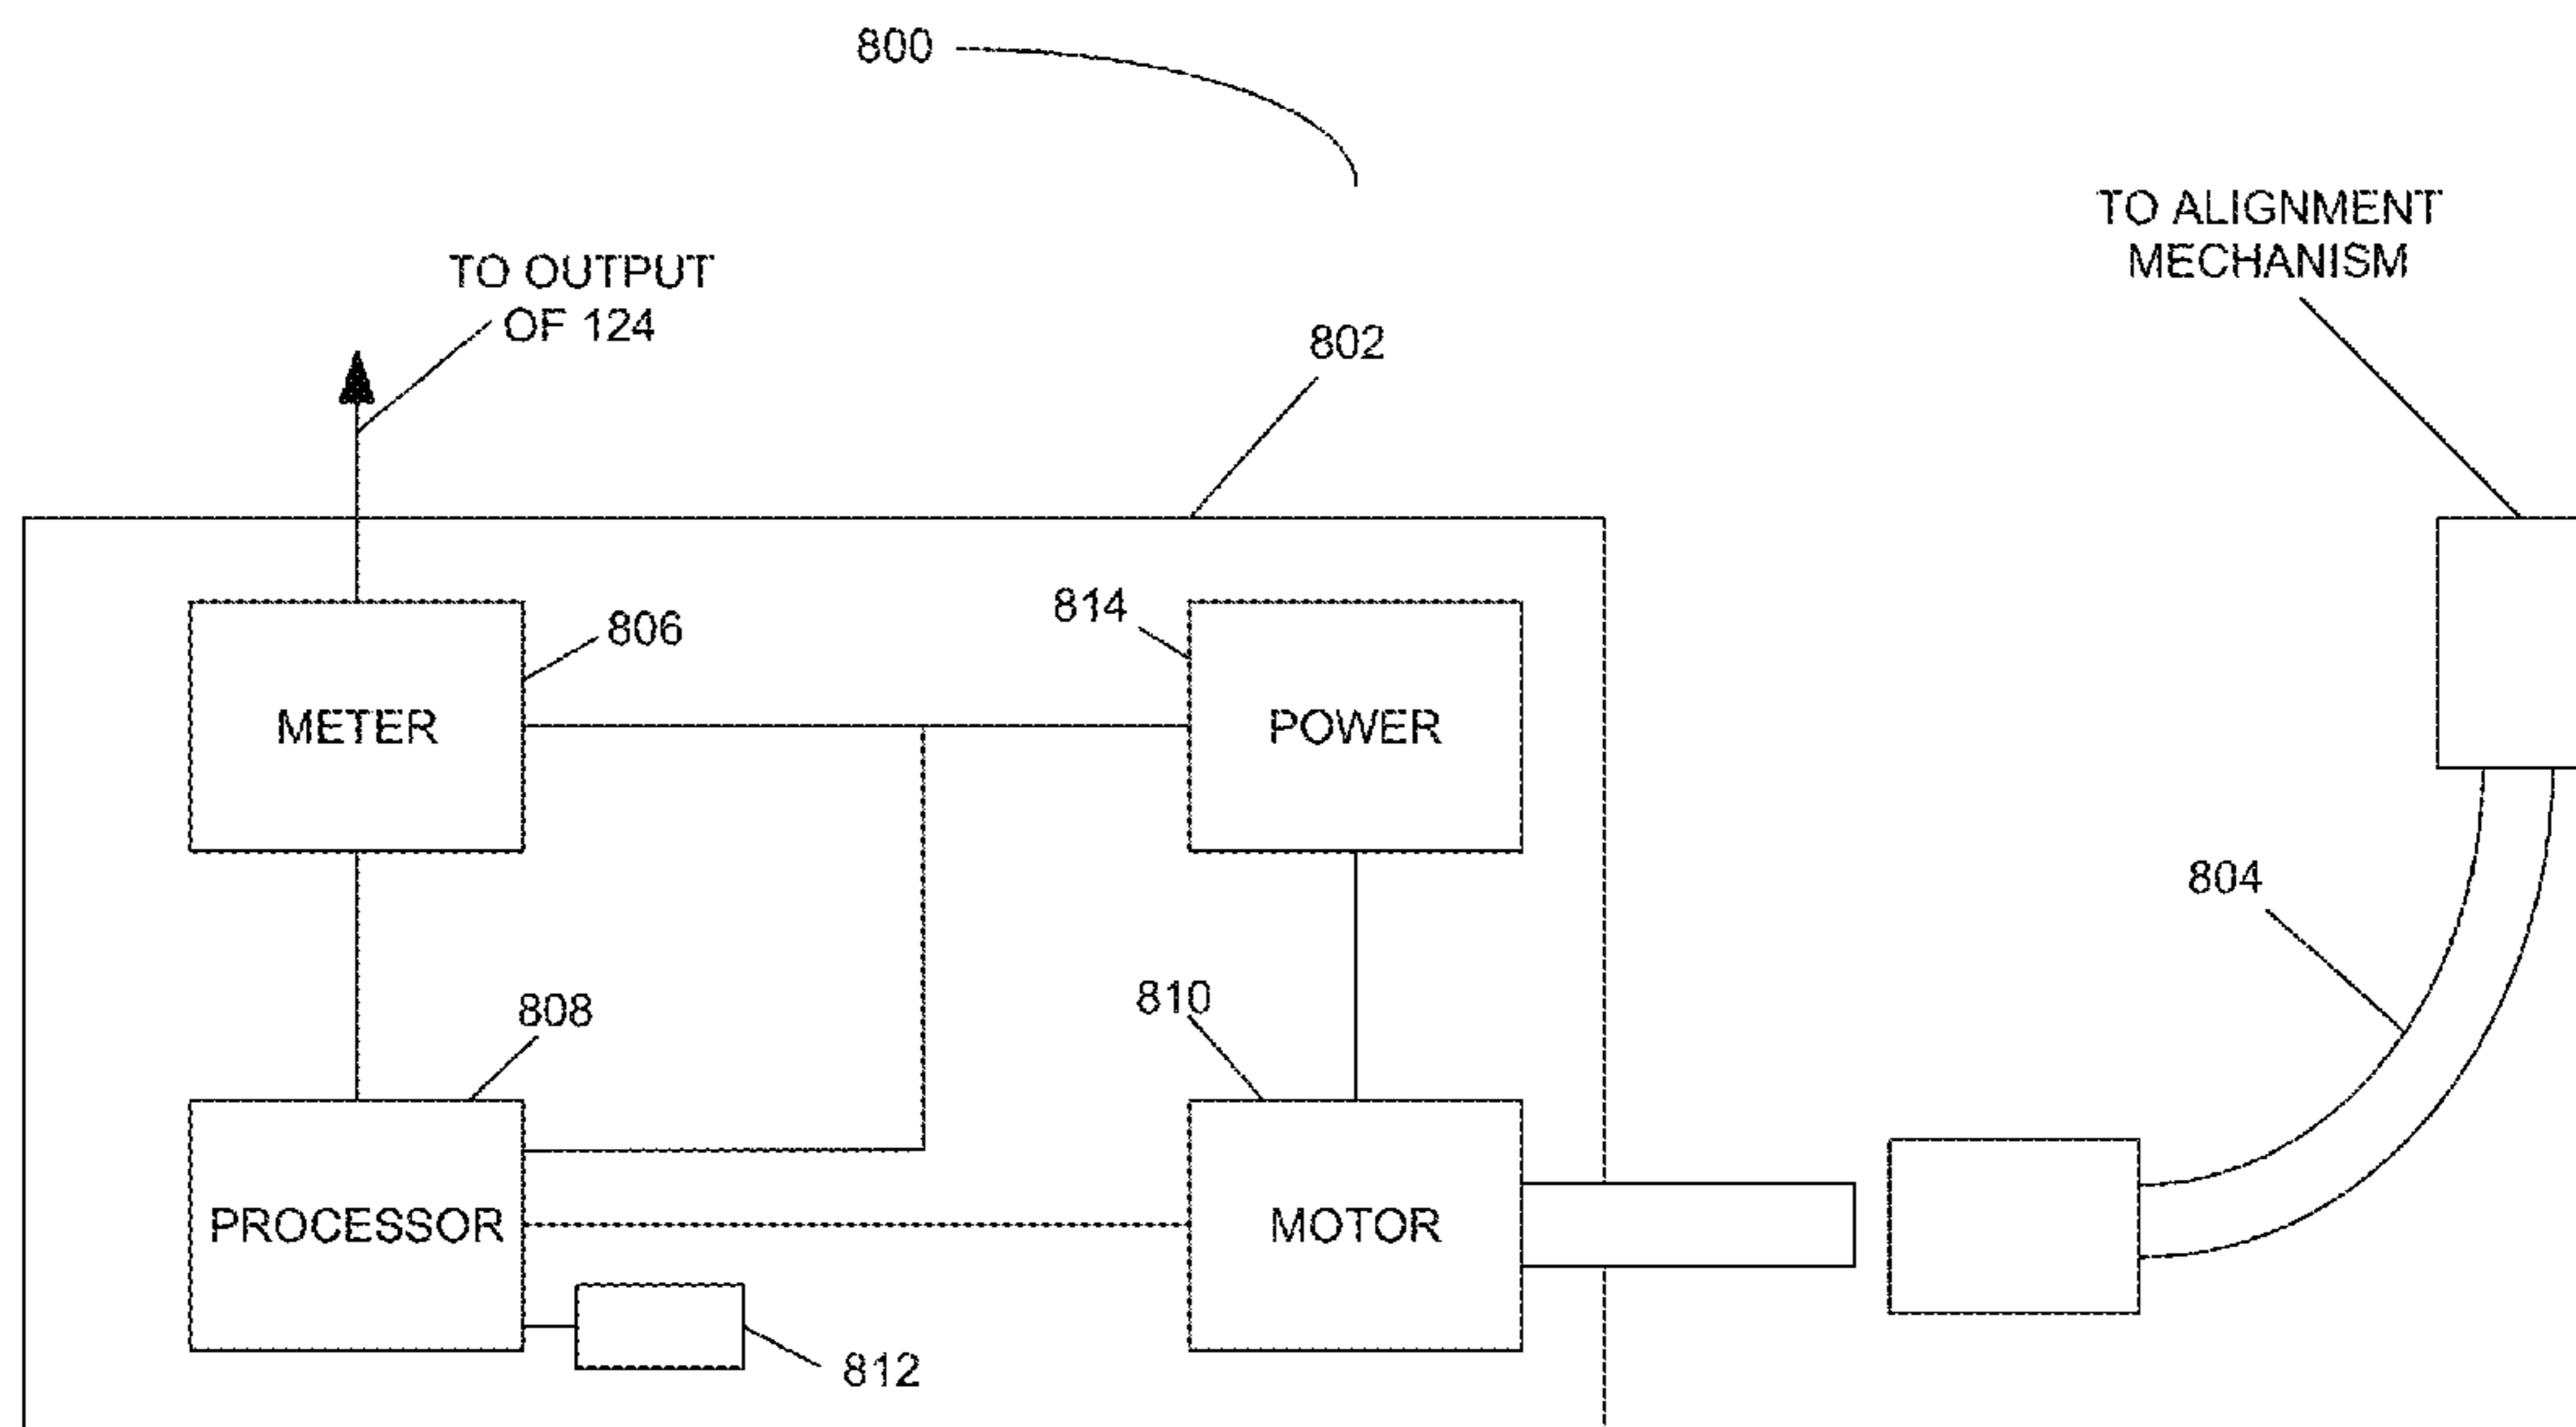 800
TO ALIGNMENT
MECHANISM
TO OUTPUT
OF 124
802
814
806
METER
POWER
804
810
808
PROCESSOR
MOTOR
812